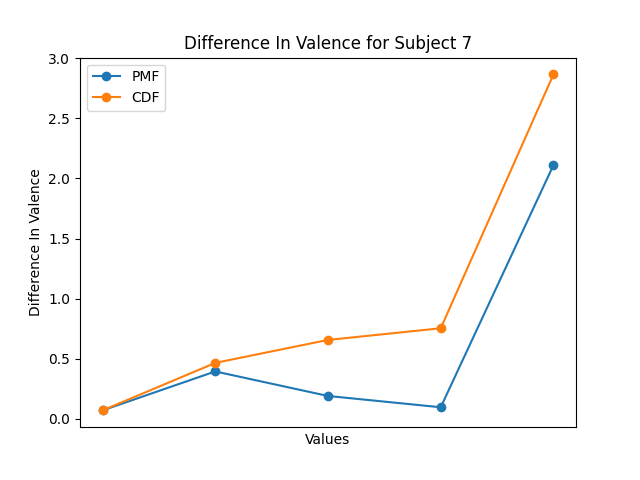 Difference In Valence for Subject 7
PMF
CDF
3.0
2.5
2.0
1.5
1.0
0.5
0.0
Difference In Valence
Values